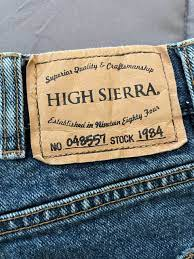 Superior Quality & Craftsmanship
HIGH SIERRA.
Established in Nineteen Eighty Four
NO 048557 STOCK 1984